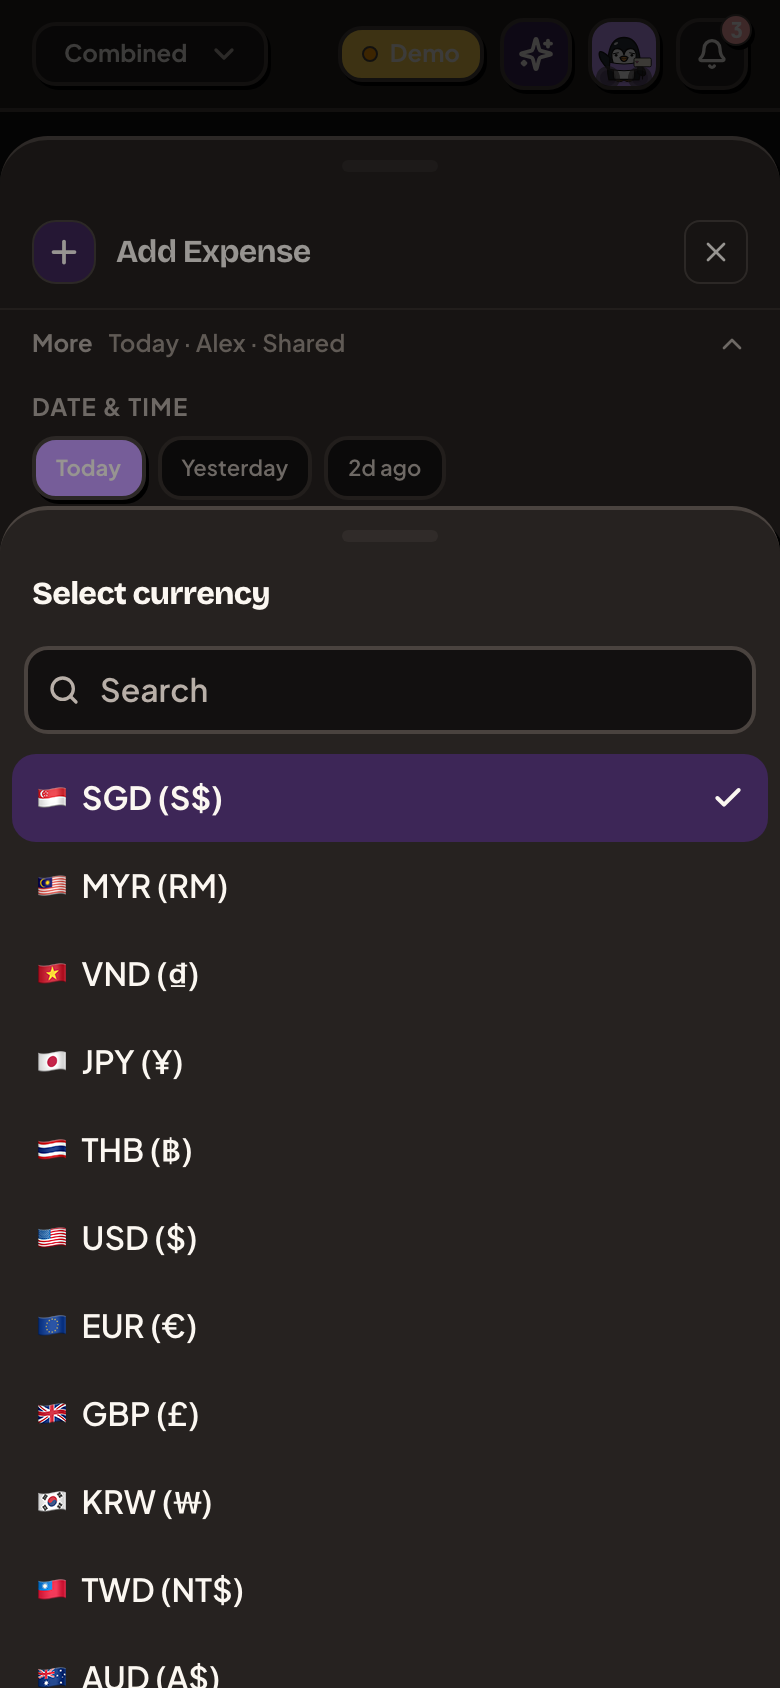 Combined
Demo
3
Add Expense
More Today · Alex · Shared
DATE & TIME
Today Yesterday 2d ago
Select currency
Search
SGD (S$)
MYR (RM)
VND (₫)
JPY (¥)
THB (฿)
USD ($)
EUR (€)
GBP (£)
KRW (₩)
TWD (NT$)
AUD (A$)